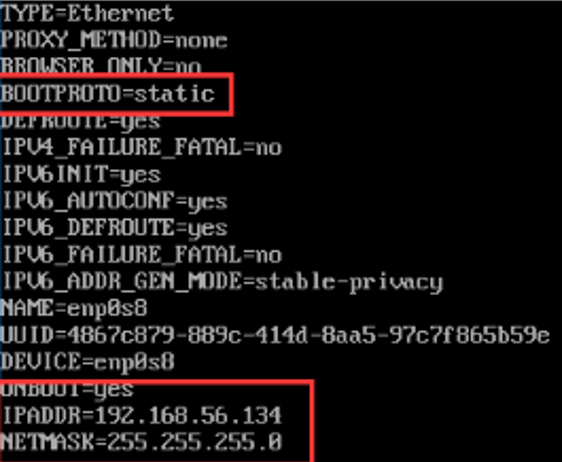 TYPE=Ethernet
PROXY_METHOD=none
BROWSER_ONLY=no
BOOTPROTO=static
DEFROUTE=yes
IPV4_FAILURE_FATAL=no
IPV6INIT=yes
IPV6_AUTOCONF=yes
IPV6_DEFROUTE=yes
IPV6_FAILURE_FATAL=no
IPV6_ADDR_GEN_MODE=stable-privacy
NAME=enp0s8
UUID=4867c879-889c-414d-8aa5-97c7f865b59e
DEVICE=enp0s8
ONBOOT=yes
IPADDR=192.168.56.134
NETMASK=255.255.255.0